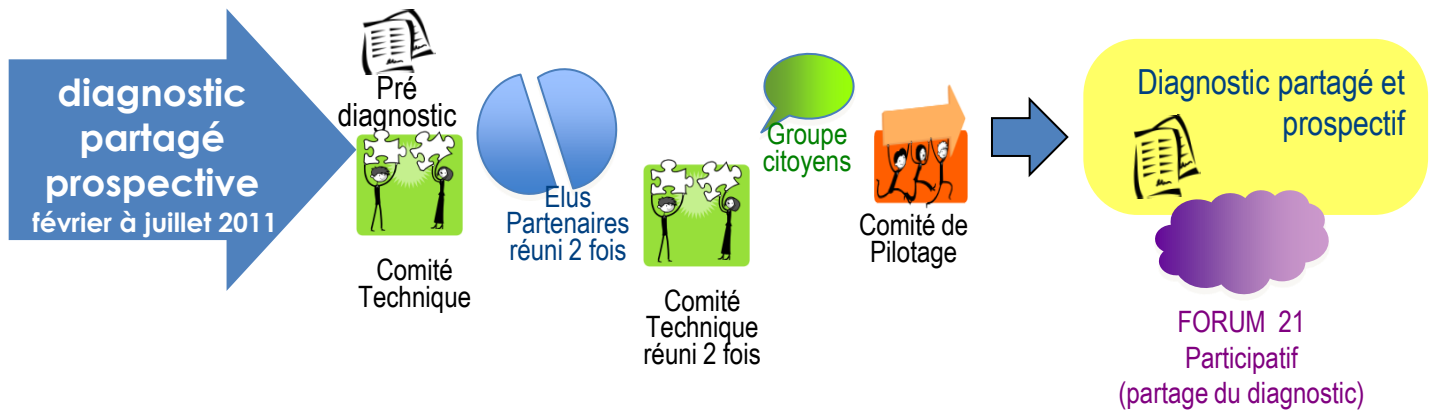 diagnostic
partagé
prospective
février à juillet 2011
Pré
diagnostic
Comité
Technique
Elus
Partenaires
réuni 2 fois
Comité
Technique
réuni 2 fois
Groupe
citoyens
Comité de
Pilotage
Diagnostic partagé et
prospectif
FORUM 21
Participatif
(partage du diagnostic)